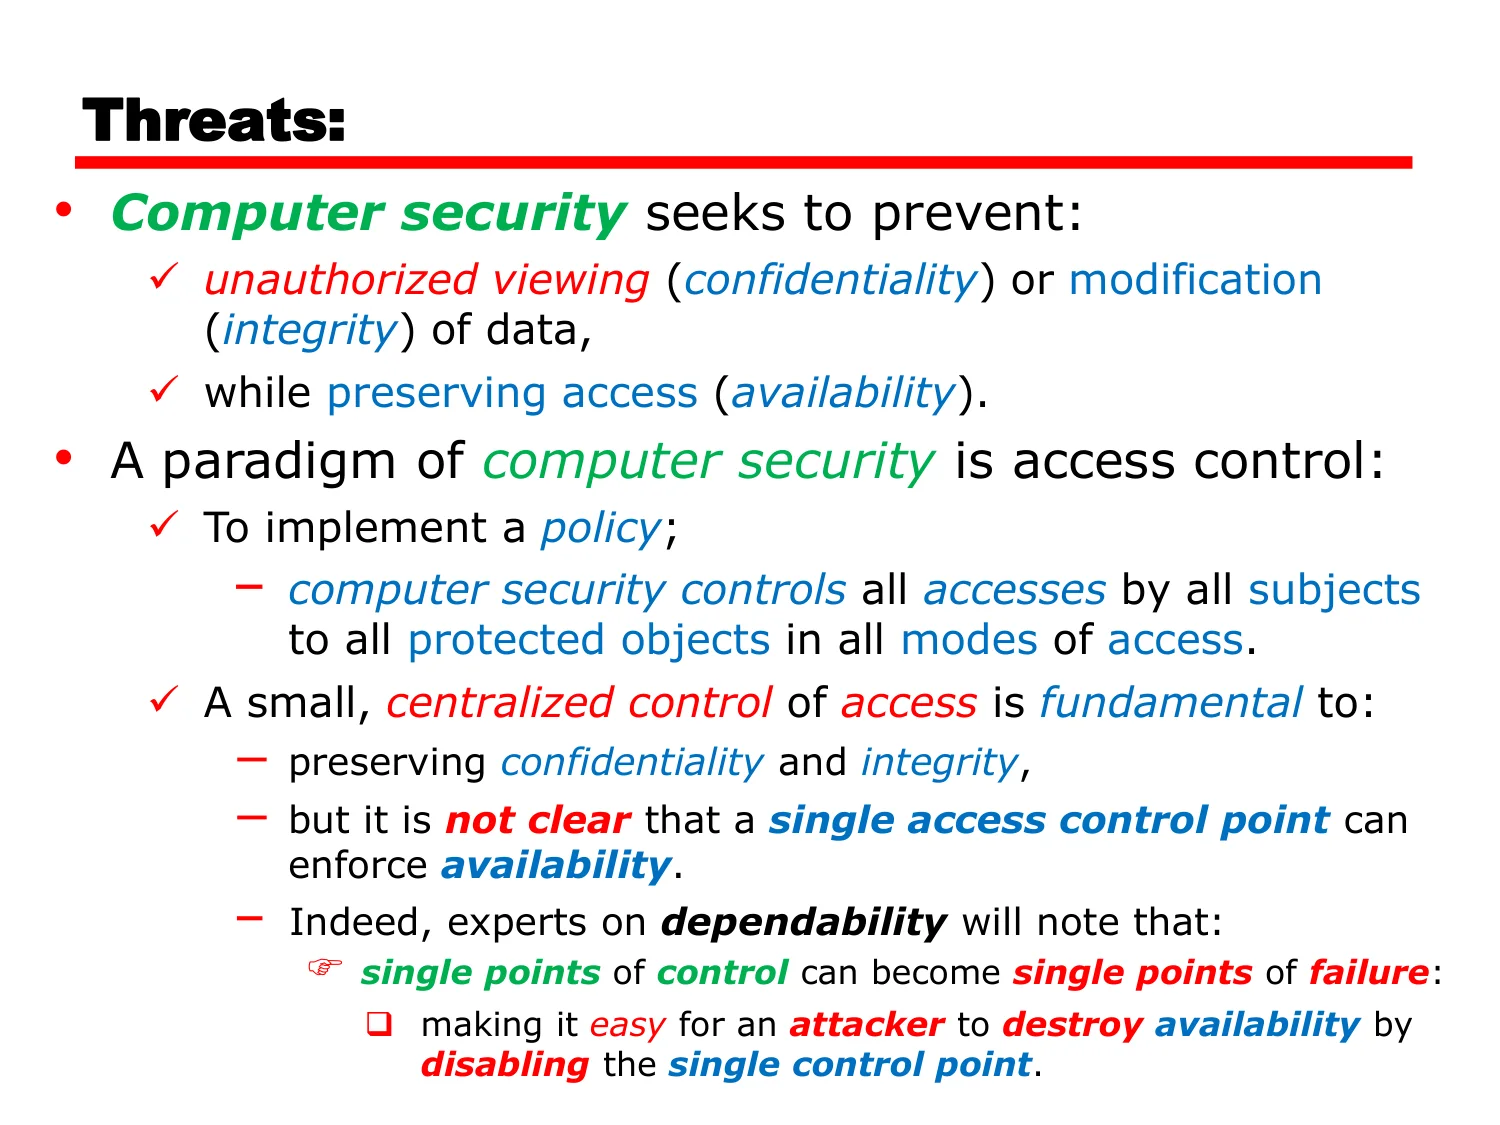 Threats:
• Computer security seeks to prevent:
✓ unauthorized viewing (confidentiality) or modification
(integrity) of data,
✓ while preserving access (availability).
• A paradigm of computer security is access control:
✓ To implement a policy;
– computer security controls all accesses by all subjects
to all protected objects in all modes of access.
✓ A small, centralized control of access is fundamental to:
– preserving confidentiality and integrity,
– but it is not clear that a single access control point can
enforce availability.
– Indeed, experts on dependability will note that:
☞ single points of control can become single points of failure:
❑ making it easy for an attacker to destroy availability by
disabling the single control point.